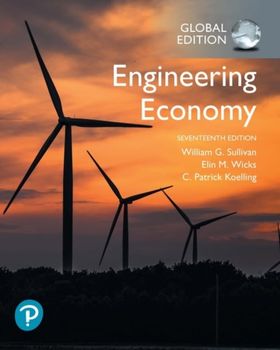 GLOBAL
EDITION
Engineering
Economy
SEVENTEENTH EDITION
William G. Sullivan
Elin M. Wicks
C. Patrick Koelling
P